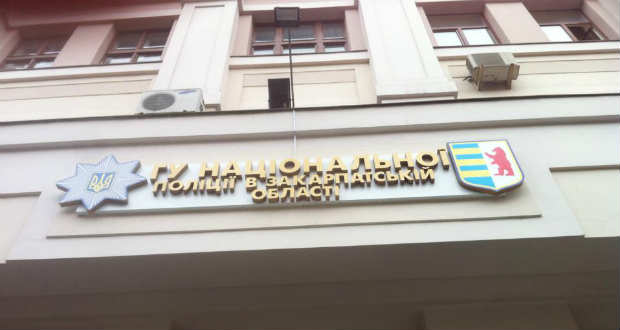 ГУ НАЦІОНАЛЬНОЇ
ПОЛІЦІЇ В ЗАКАРПАТСЬКІЙ
ОБЛАСТІ